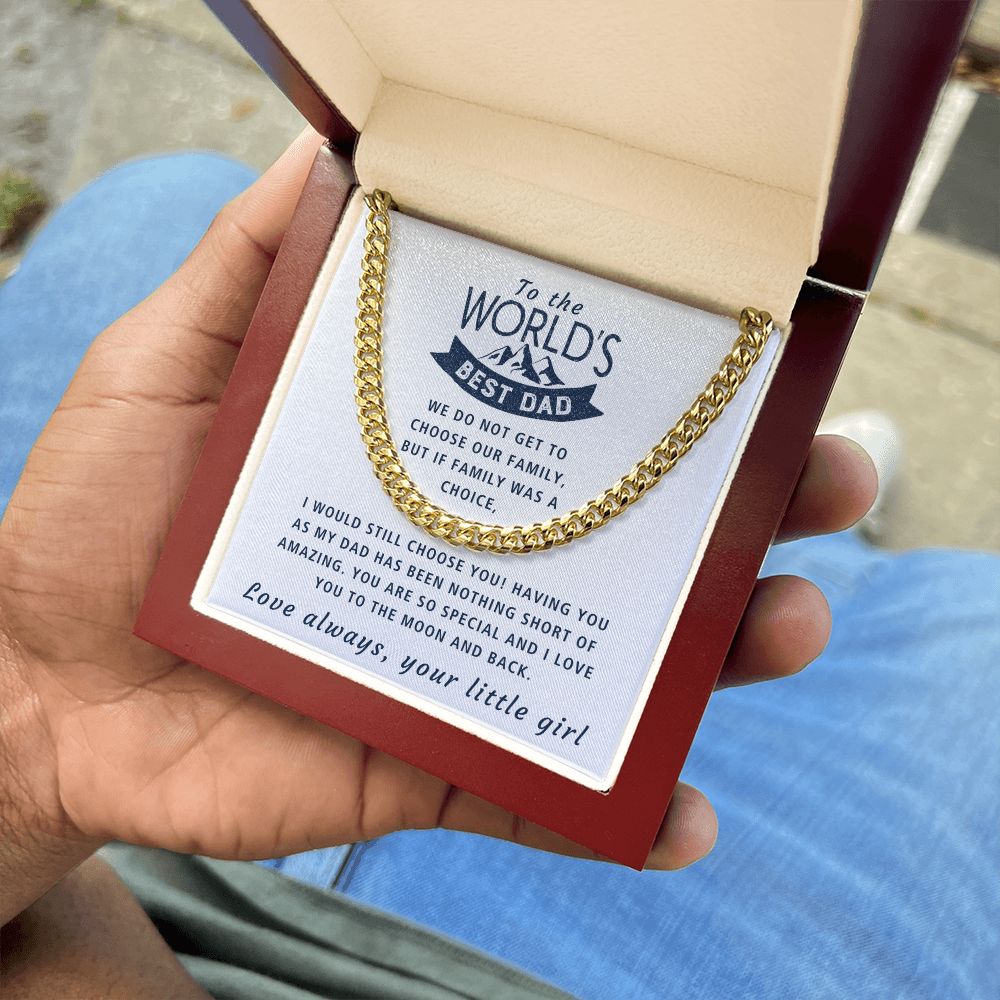 To the
WORLD'S
BEST DAD
WE DO NOT GET TO
CHOOSE OUR FAMILY,
BUT IF FAMILY WAS A
CHOICE,
I WOULD STILL CHOOSE YOU! HAVING YOU
AS MY DAD HAS BEEN NOTHING SHORT OF
AMAZING. YOU ARE SO SPECIAL AND I LOVE
YOU TO THE MOON AND BACK.
Love always, your little girl